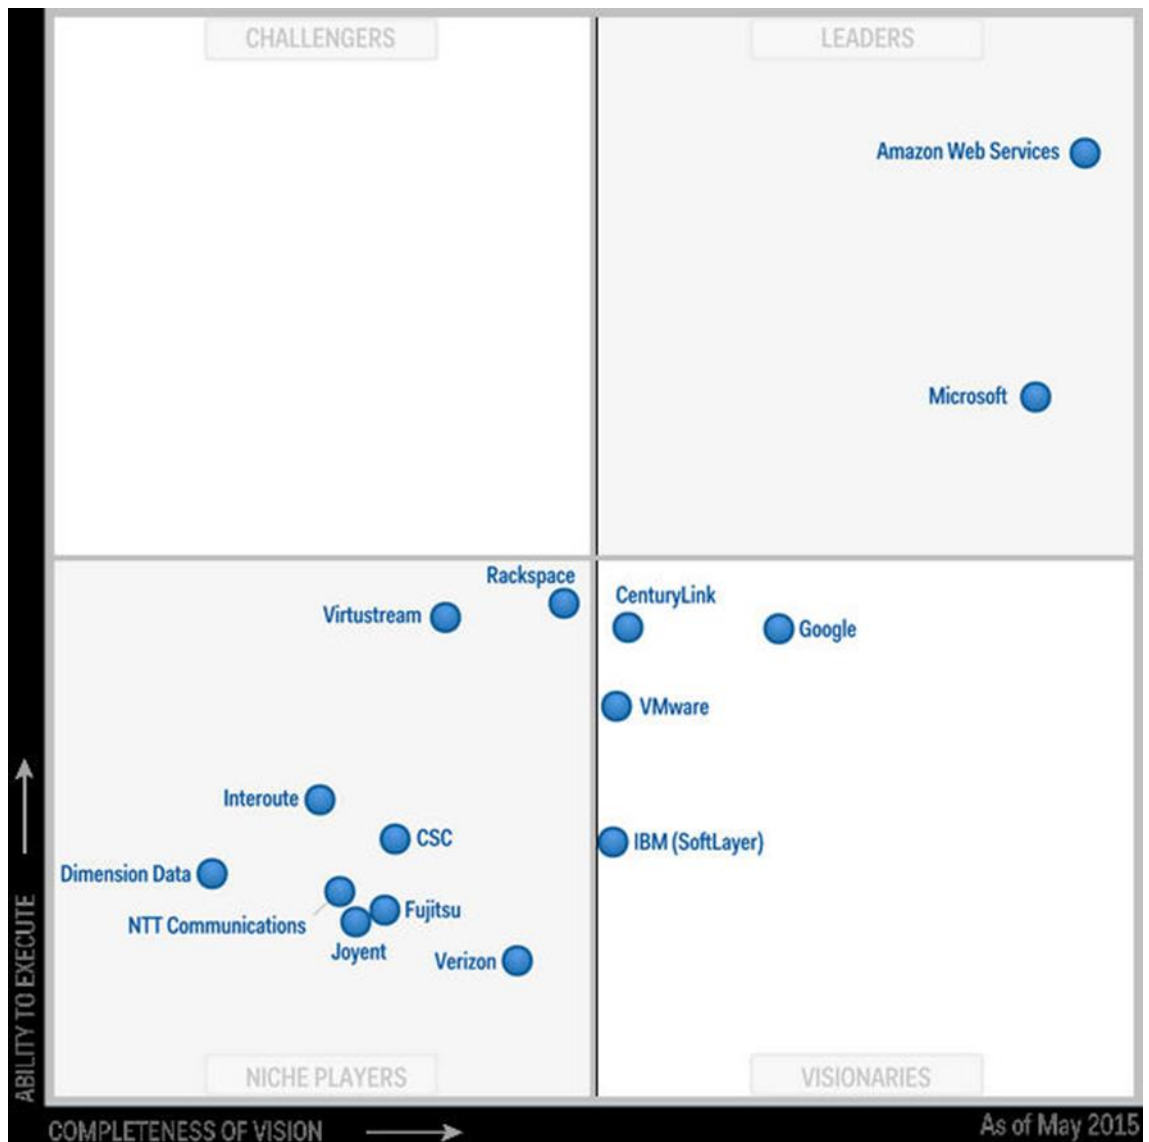 CHALLENGERS
LEADERS
Amazon Web Services
Microsoft
Rackspace
Virtustream
CenturyLink
Google
VMware
Interoute
CSC
IBM (SoftLayer)
Dimension Data
NTT Communications
Fujitsu
Joyent
Verizon
NICHE PLAYERS
VISIONARIES
ABILITY TO EXECUTE
COMPLETENESS OF VISION
As of May 2015